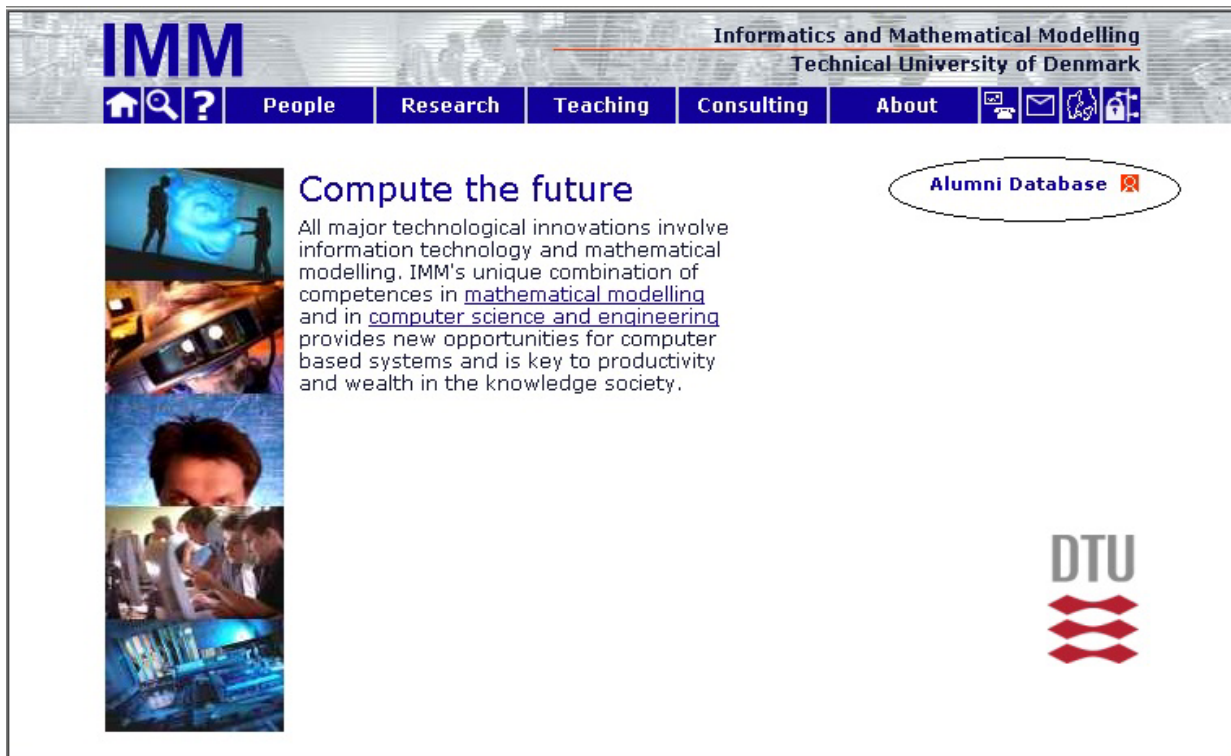 IMM
Informatics and Mathematical Modelling
Technical University of Denmark
? People Research Teaching Consulting About
Alumni Database
Compute the future
All major technological innovations involve
information technology and mathematical
modelling. IMM's unique combination of
competences in mathematical modelling
and in computer science and engineering
provides new opportunities for computer
based systems and is key to productivity
and wealth in the knowledge society.
DTU